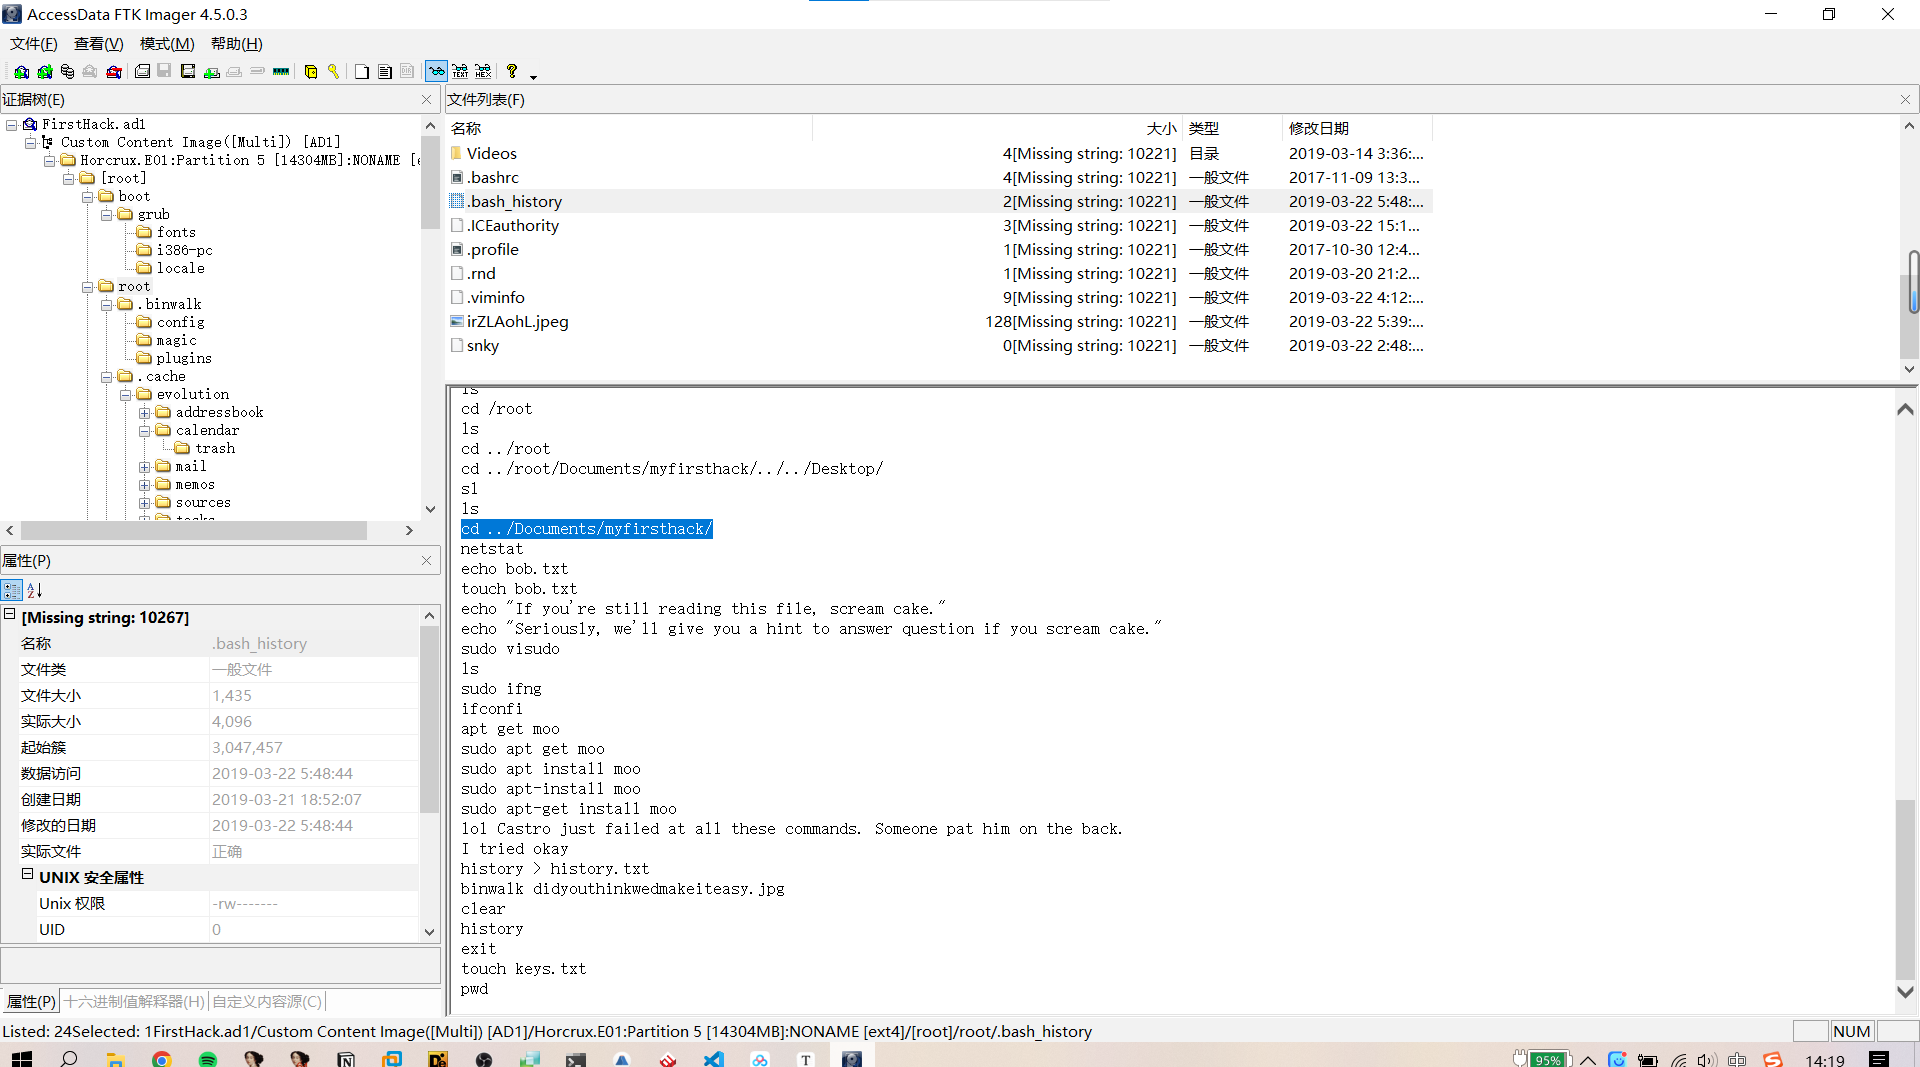 AccessData FTK Imager 4.5.0.3
文件(F) 查看(V) 模式(M) 帮助(H)
证据树(E)
FirstHack.ad1
Custom Content Image([Multi]) [AD1]
Horcrux.E01:Partition 5 [14304MB]:NONAME [e
[root]
boot
grub
fonts
i386-pc
locale
root
.binwalk
config
magic
plugins
.cache
evolution
addressbook
calendar
trash
mail
memos
sources
文件列表(F)
名称 大小 类型 修改日期
Videos 4[Missing string: 10221] 目录 2019-03-14 3:36:...
.bashrc 4[Missing string: 10221] 一般文件 2017-11-09 13:3...
.bash_history 2[Missing string: 10221] 一般文件 2019-03-22 5:48:...
.ICEauthority 3[Missing string: 10221] 一般文件 2019-03-22 15:1...
.profile 1[Missing string: 10221] 一般文件 2017-10-30 12:4...
.rnd 1[Missing string: 10221] 一般文件 2019-03-20 21:2...
.viminfo 9[Missing string: 10221] 一般文件 2019-03-22 4:12:...
irZLAohL.jpeg 128[Missing string: 10221] 一般文件 2019-03-22 5:39:...
snky 0[Missing string: 10221] 一般文件 2019-03-22 2:48:...
ls
cd /root
ls
cd ../root
cd ../root/Documents/myfirsthack/../../Desktop/
sl
ls
cd ../Documents/myfirsthack/
netstat
echo bob.txt
touch bob.txt
echo "If you're still reading this file, scream cake."
echo "Seriously, we'll give you a hint to answer question if you scream cake."
sudo visudo
ls
sudo ifng
ifconfi
apt get moo
sudo apt get moo
sudo apt install moo
sudo apt-install moo
sudo apt-get install moo
lol Castro just failed at all these commands. Someone pat him on the back.
I tried okay
history > history.txt
binwalk didyouthinkwedmakeiteasy.jpg
clear
history
exit
touch keys.txt
pwd
属性(P)
[Missing string: 10267]
名称 .bash_history
文件类 一般文件
文件大小 1,435
实际大小 4,096
起始簇 3,047,457
数据访问 2019-03-22 5:48:44
创建日期 2019-03-21 18:52:07
修改的日期 2019-03-22 5:48:44
实际文件 正确
UNIX 安全属性
Unix 权限 -rw-------
UID 0
属性(P) 十六进制值解释器(H) 自定义内容源(C)
Listed: 24Selected: 1FirstHack.ad1/Custom Content Image([Multi]) [AD1]/Horcrux.E01:Partition 5 [14304MB]:NONAME [ext4]/[root]/root/.bash_history
NUM
95% 中 14:19